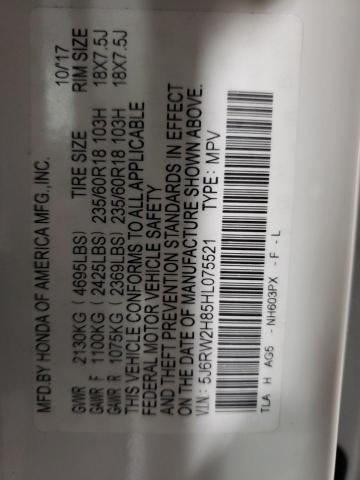 MFD.BY HONDA OF AMERICA MFG.,INC. 10/17
GVWR 2130KG (4695LBS) TIRE SIZE RIM SIZE
GAWR F 1100KG (2425LBS) 235/60R18 103H 18X7.5J
GAWR R 1075KG (2369LBS) 235/60R18 103H 18X7.5J
THIS VEHICLE CONFORMS TO ALL APPLICABLE
FEDERAL MOTOR VEHICLE SAFETY
AND THEFT PREVENTION STANDARDS IN EFFECT
ON THE DATE OF MANUFACTURE SHOWN ABOVE.
V.I.N.: 5J6RW2H85HL075521 TYPE: MPV
TLA H AG5 - NH603PX - F - L